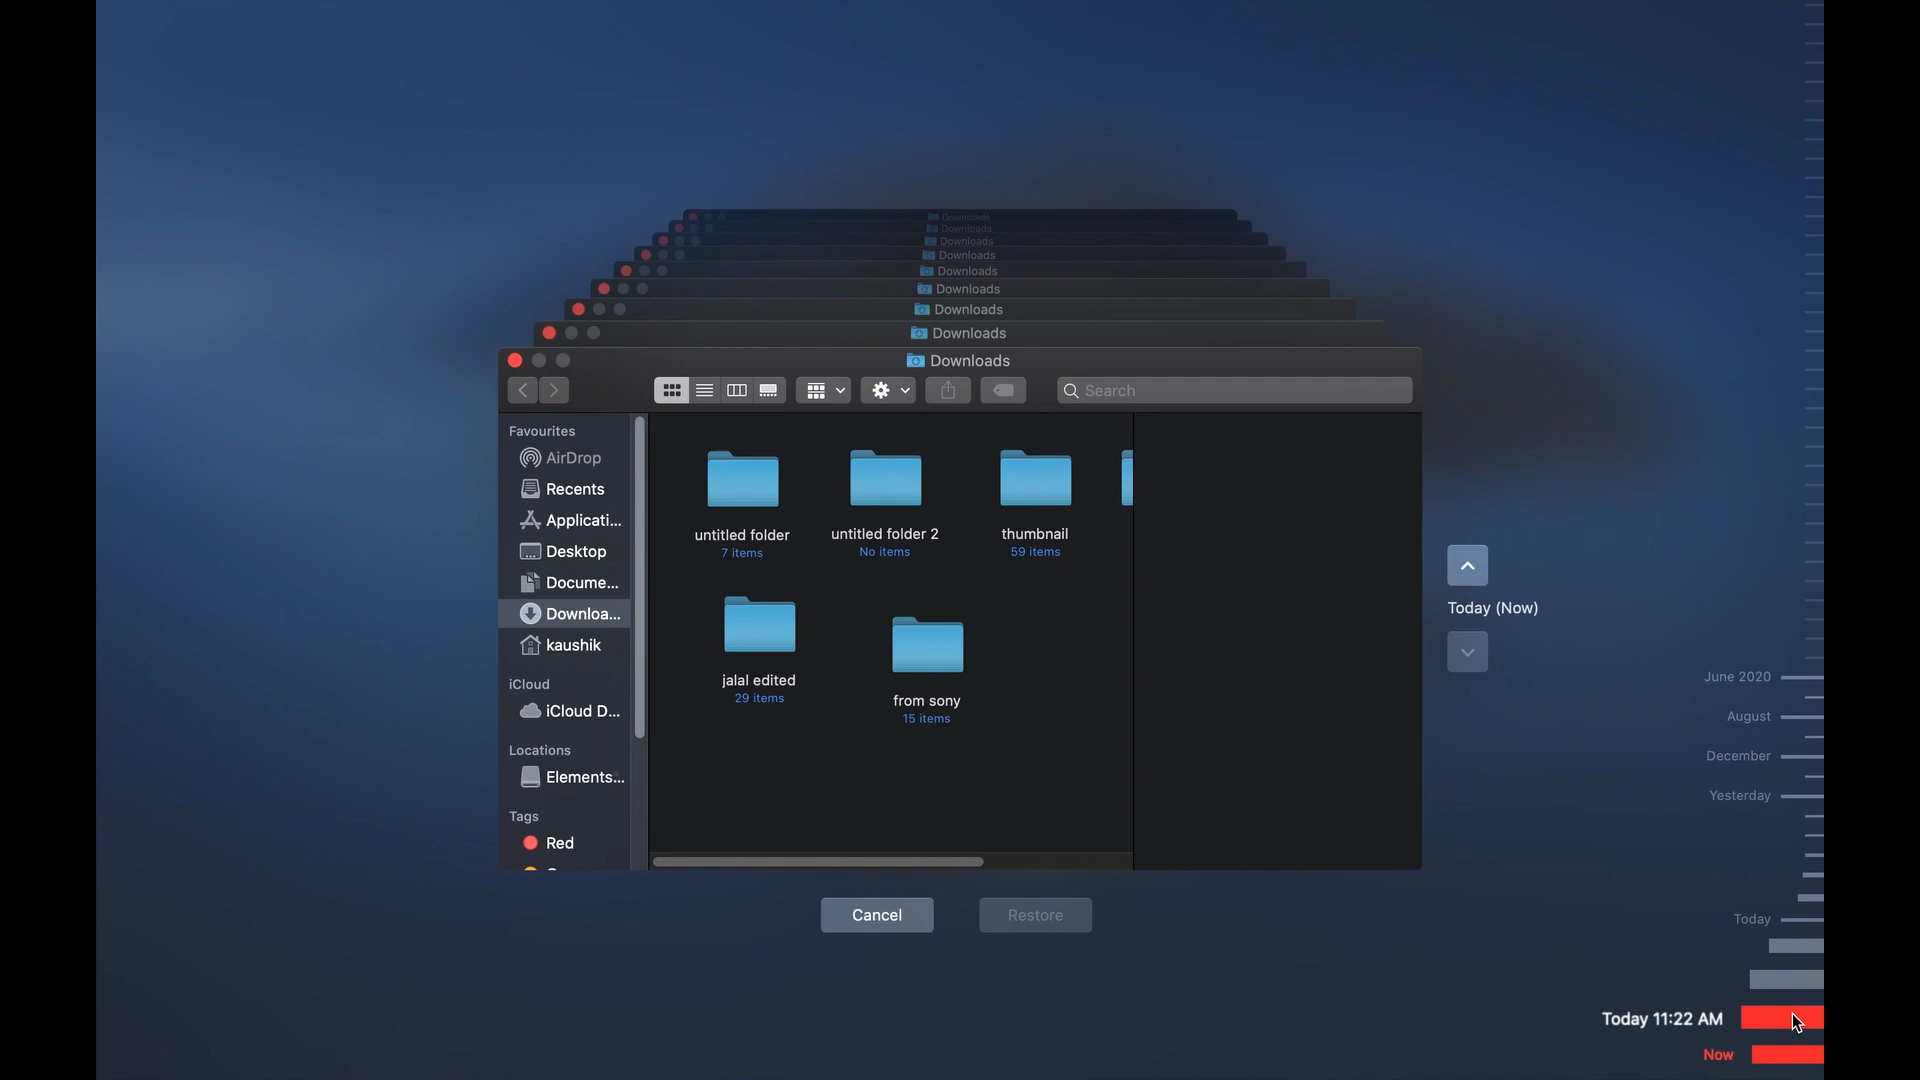 Downloads
Downloads
Downloads
Downloads
Downloads
Downloads
Downloads
Downloads
Downloads
Search
Favourites
AirDrop
Recents
Applicati...
Desktop
Docume...
Downloa...
kaushik
iCloud
iCloud D...
Locations
Elements...
Tags
Red
untitled folder
7 items
untitled folder 2
No items
thumbnail
59 items
jalal edited
29 items
from sony
15 items
Cancel
Restore
Today (Now)
June 2020
August
December
Yesterday
Today
Today 11:22 AM
Now